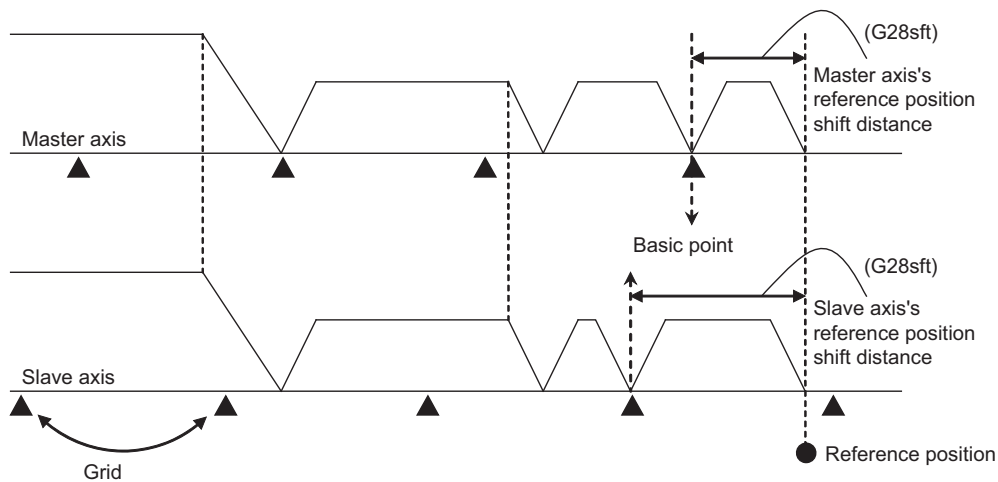 (G28sft)
Master axis's
reference position
shift distance
Master axis
Basic point
(G28sft)
Slave axis's
reference position
shift distance
Slave axis
Reference position
Grid